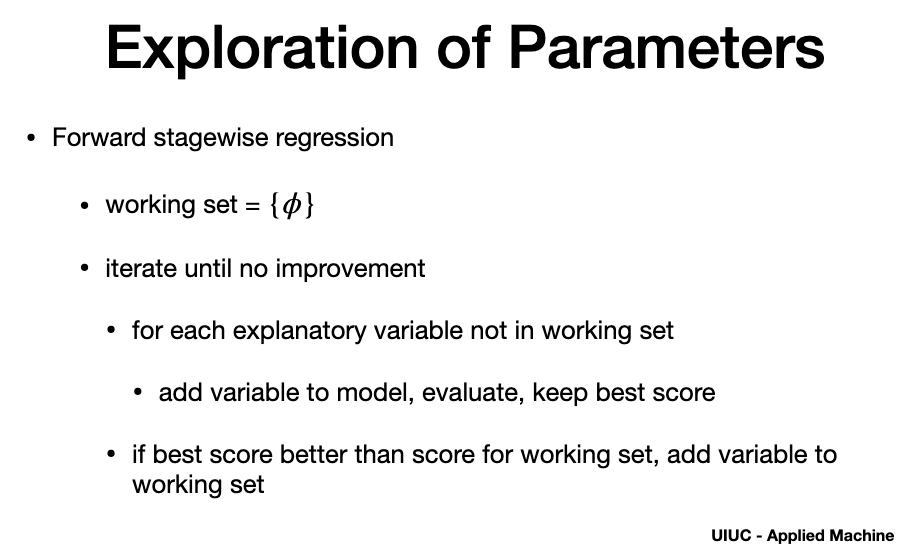 Exploration of Parameters
• Forward stagewise regression
• working set = {ϕ}
• iterate until no improvement
• for each explanatory variable not in working set
• add variable to model, evaluate, keep best score
• if best score better than score for working set, add variable to
working set
UIUC - Applied Machine